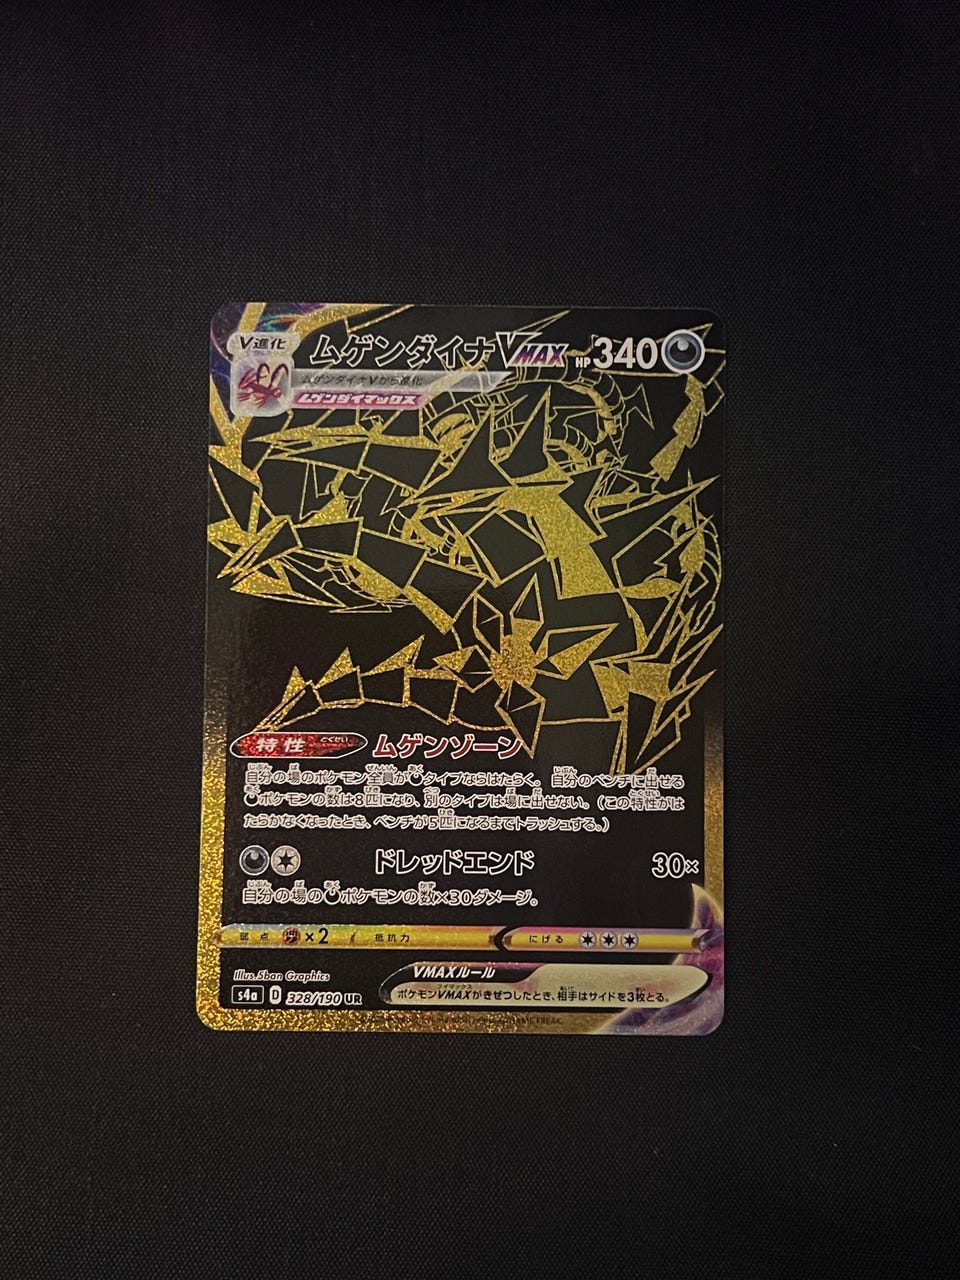 V進化
ムゲンダイナVMAX HP340
ムゲンダイナVから進化
ムゲンダイマックス
特性 とくせい ムゲンゾーン
自分の場のポケモン全員がタイプならはたらく。自分のベンチに出せる
ポケモンの数は8匹になり、別のタイプは場に出せない。（この特性がは
たらかなくなったとき、ベンチが5匹になるまでトラッシュする。）
ドレッドエンド 30×
自分の場のポケモンの数×30ダメージ。
弱点 ×2 抵抗力 にげる
Illus. 5ban Graphics
VMAXルール
s4a D 328/190 UR
ポケモンVMAXがきぜつしたとき、相手はサイドを3枚とる。